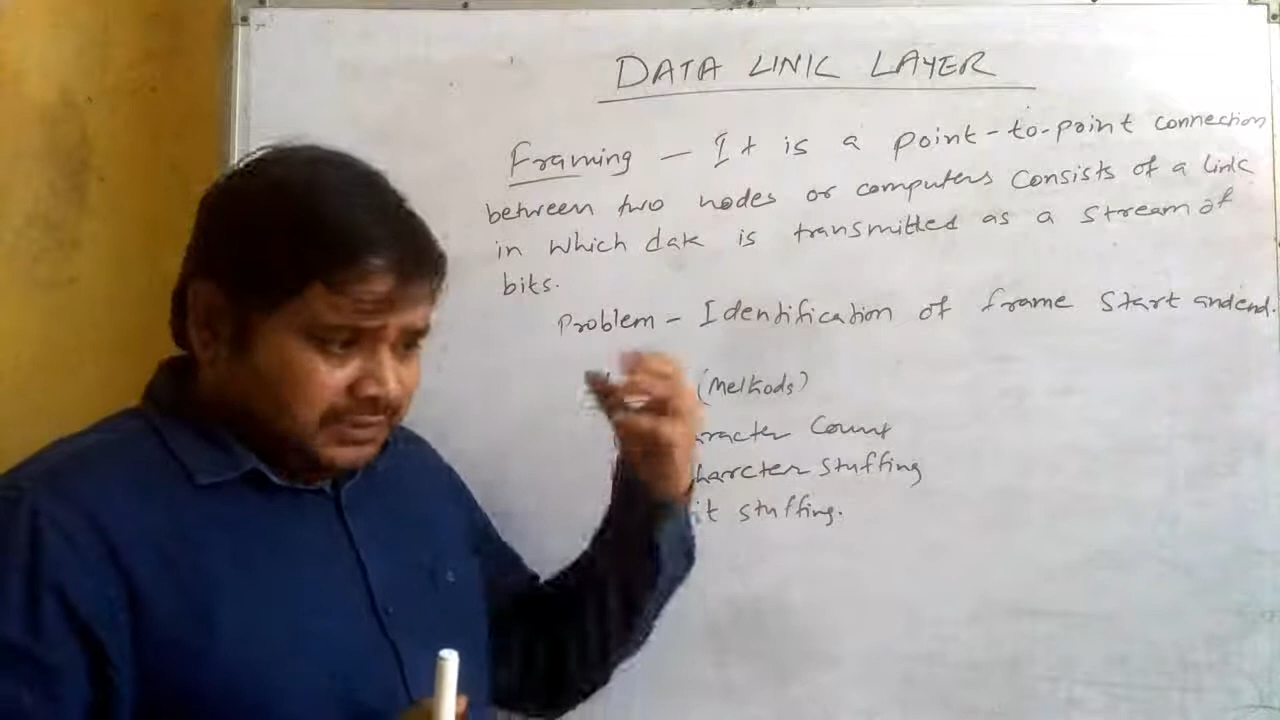 DATA LINK LAYER
Framing - It is a point-to-point connection
between two nodes or computers consists of a link
in which data is transmitted as a stream of
bits.
Problem - Identification of frame start and end.
(Methods)
aracter Count
harcter stuffing
it stuffing.